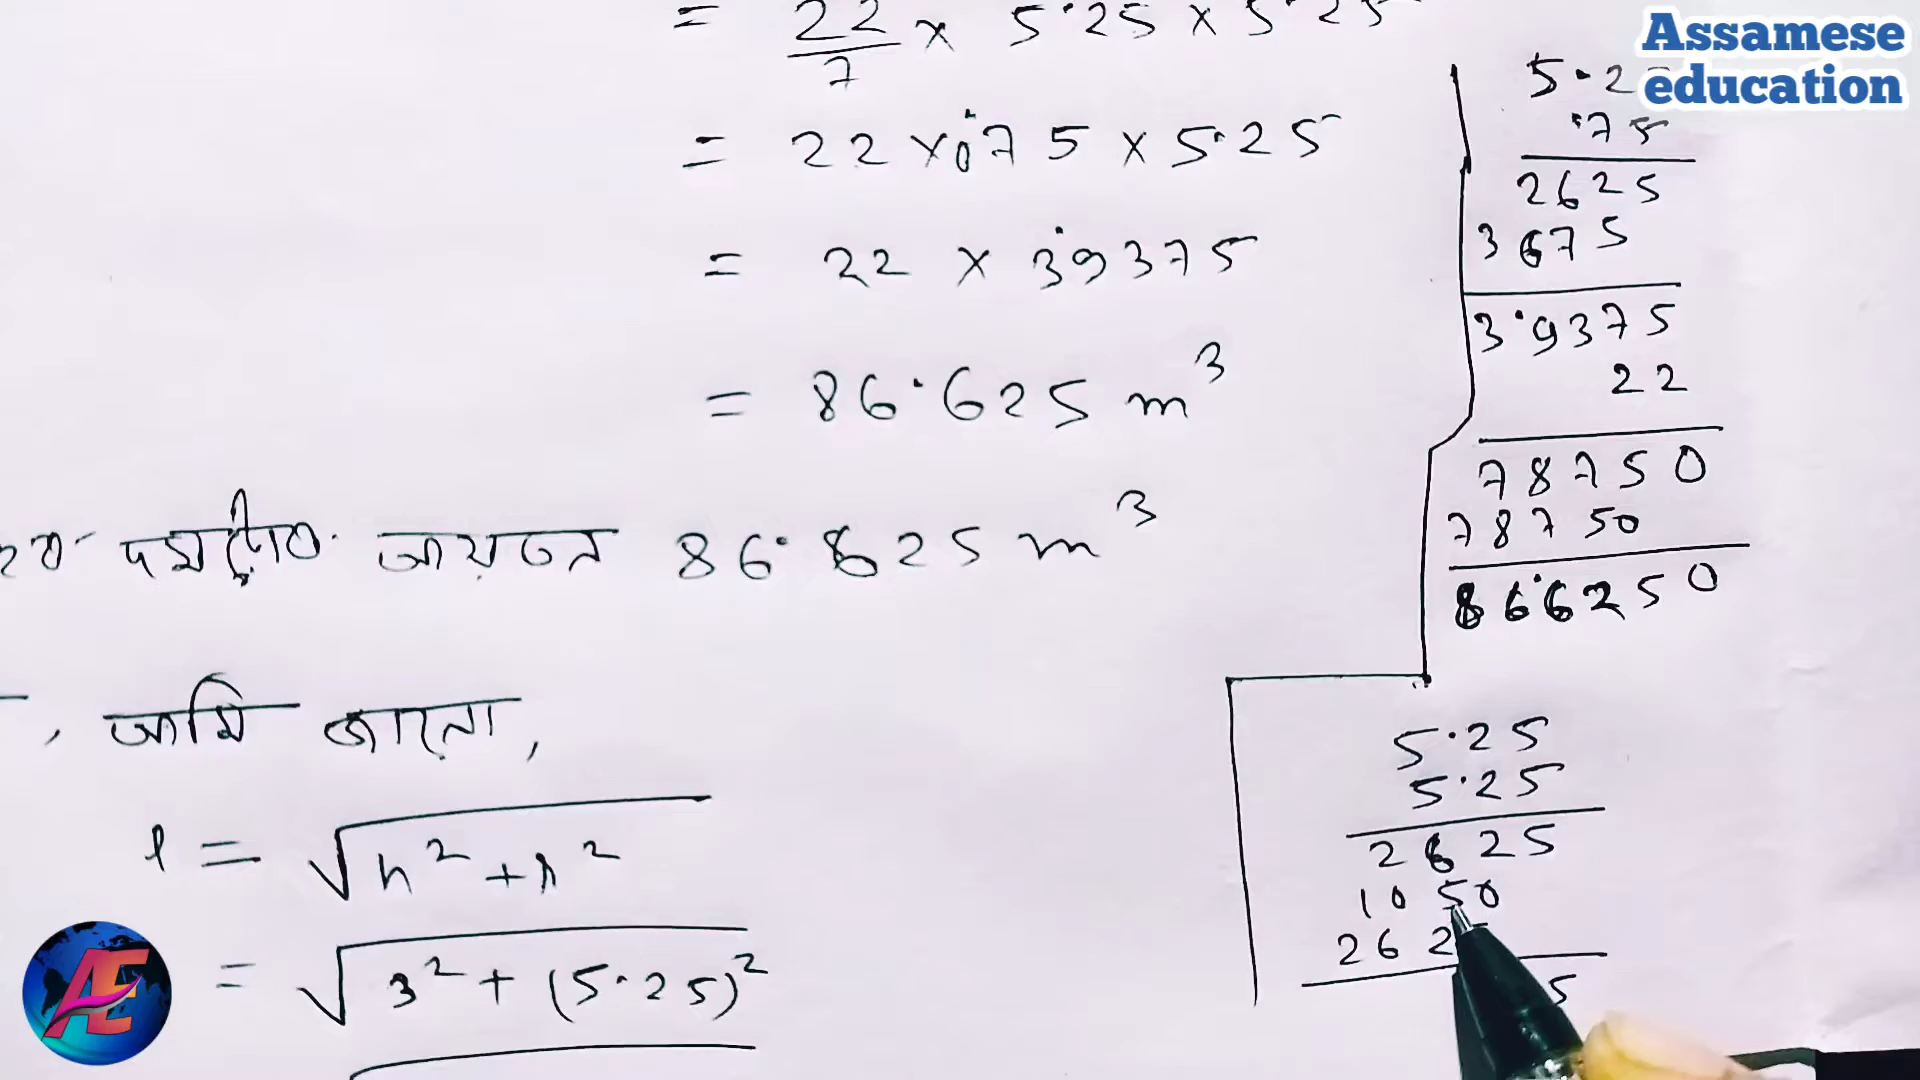 = 22/7 × 5.25 × 5.25
= 22 × 0.75 × 5.25
= 22 × 3.9375
= 86.625 m³
দমটোৰ আয়তন 86.625 m³
, আমি জানো,
l = √h² + r²
= √3² + (5.25)²
Assamese
education
5.2
.75
2625
3675
3.9375
22
78750
78750
86.6250
5.25
5.25
2625
1050
262
5
AE